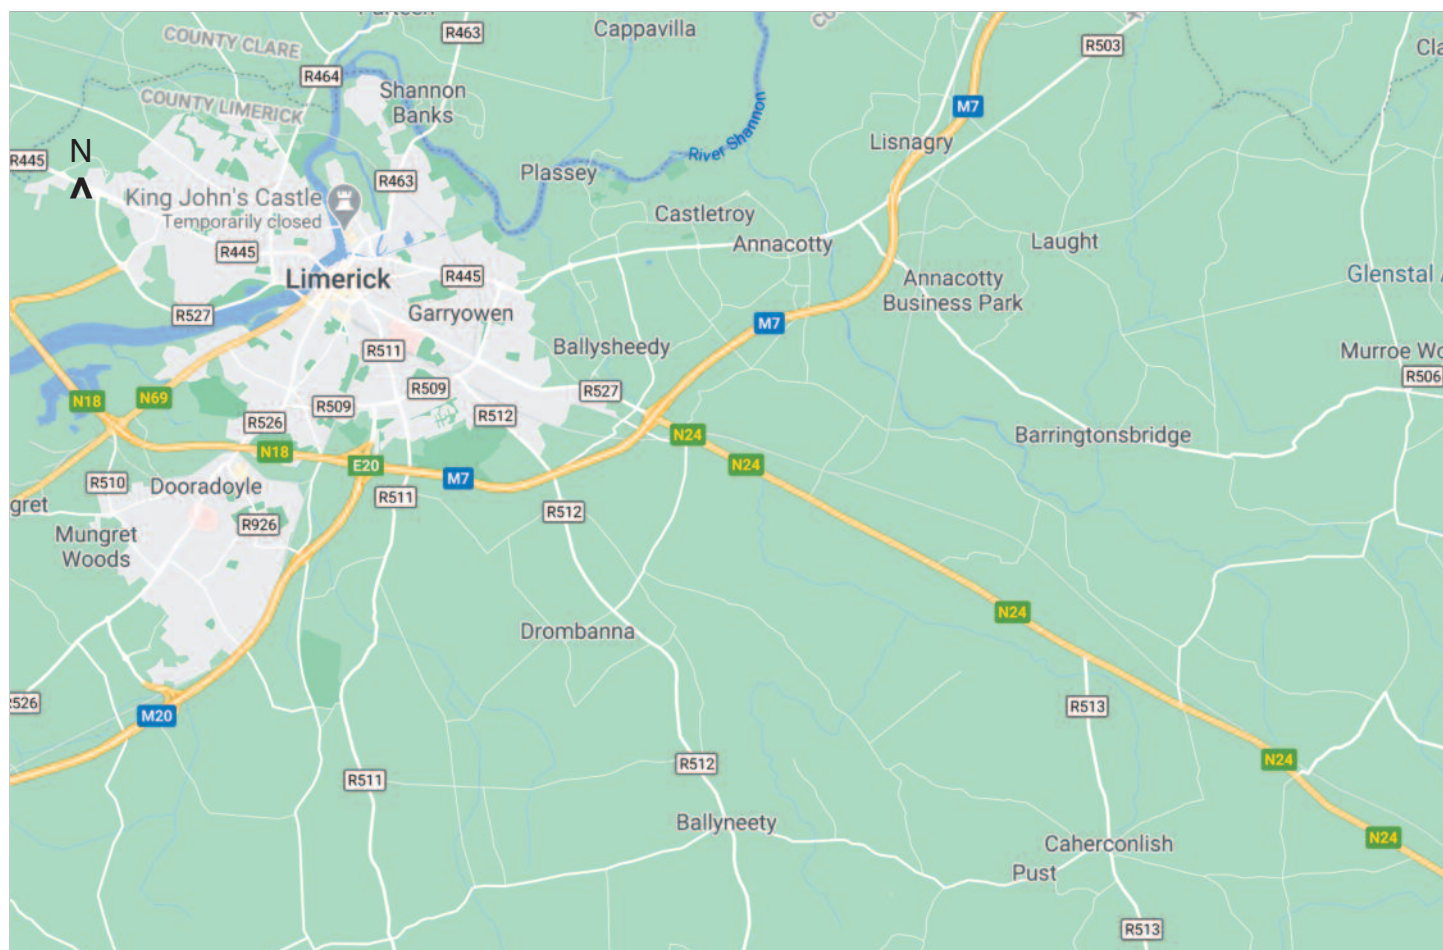 R463
Cappavilla
R503
COUNTY CLARE
R464
Shannon
Banks
COUNTY LIMERICK
M7
River Shannon
Lisnagry
N
R445
Plassey
King John's Castle
Temporarily closed
R463
Castletroy
Annacotty
Laught
R445
Limerick
R445
Annacotty
Business Park
Glenstal
R527
Garryowen
M7
R511
Ballysheedy
Murroe
R506
N18
N69
R509
R527
R509
R526
R512
N24
Barringtonsbridge
N18
E20
N24
M7
R510
Dooradoyle
R511
gret
R926
R512
Mungret
Woods
N24
Drombanna
R526
M20
R513
R512
N24
R511
Ballyneety
N24
Caherconlish
Pust
R513